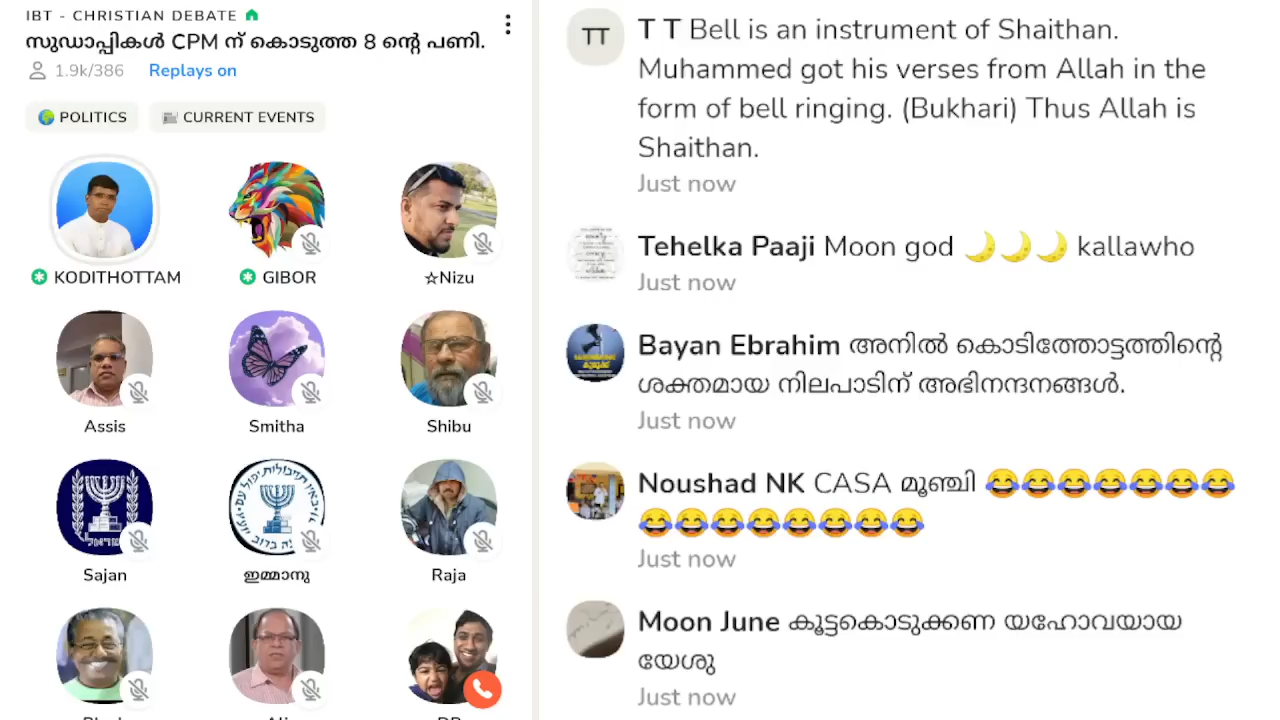 IBT - CHRISTIAN DEBATE
സുഡാപ്പികൾ CPM ന് കൊടുത്ത 8 ൻ്റെ പണി.
1.9k/386 Replays on
POLITICS CURRENT EVENTS
KODITHOTTAM GIBOR ☆Nizu
Assis Smitha Shibu
Sajan ഇമ്മാനു Raja
TT
T T Bell is an instrument of Shaithan.
Muhammed got his verses from Allah in the
form of bell ringing. (Bukhari) Thus Allah is
Shaithan.
Just now
Tehelka Paaji Moon god 🌙🌙🌙 kallawho
Just now
Bayan Ebrahim അനിൽ കൊടിത്തോട്ടത്തിൻ്റെ
ശക്തമായ നിലപാടിന് അഭിനന്ദനങ്ങൾ.
Just now
Noushad NK CASA മൂഞ്ചി 😂😂😂😂😂😂😂
😂😂😂😂😂😂😂😂
Just now
Moon June കൂട്ടകൊടുക്കണ യഹോവയായ
യേശു
Just now